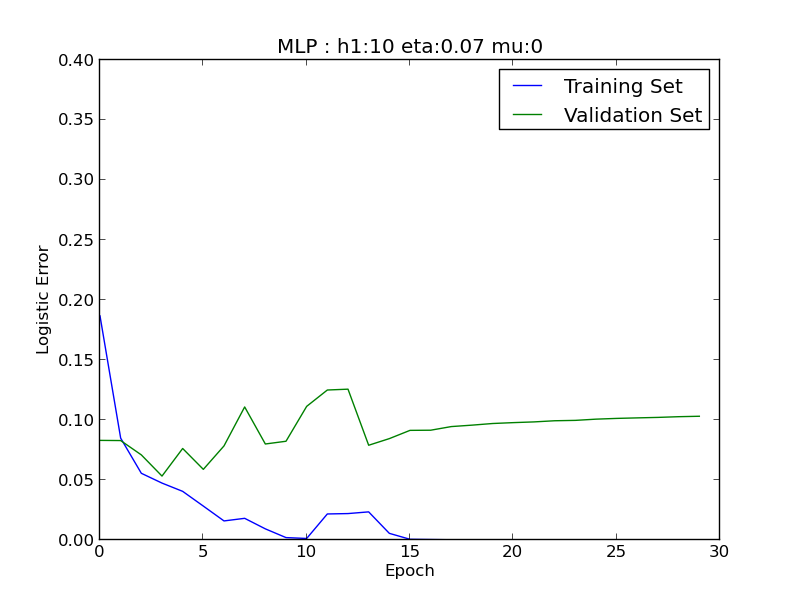 MLP : h1:10 eta:0.07 mu:0
Training Set
Validation Set
0.40
0.35
0.30
0.25
0.20
0.15
0.10
0.05
0.00
Logistic Error
0 5 10 15 20 25 30
Epoch